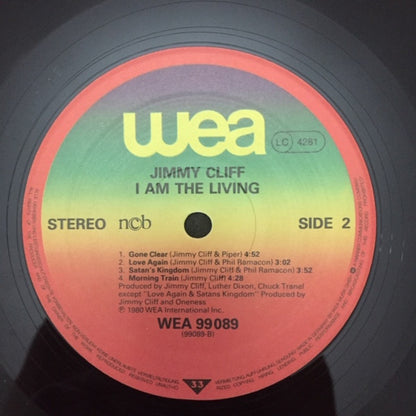 wea
LC 4281
JIMMY CLIFF
I AM THE LIVING
STEREO ncb SIDE 2
1. Gone Clear (Jimmy Cliff & Piper) 4:52
2. Love Again (Jimmy Cliff & Phil Ramacon) 3:02
3. Satan's Kingdom (Jimmy Cliff & Phil Ramacon) 3:52
4. Morning Train (Jimmy Cliff) 4:28
Produced by Jimmy Cliff, Luther Dixon, Chuck Tranal
except "Love Again & Satans Kingdom" Produced by
Jimmy Cliff and Oneness
℗ 1980 WEA International Inc.
WEA 99 089
(99089-B)
33